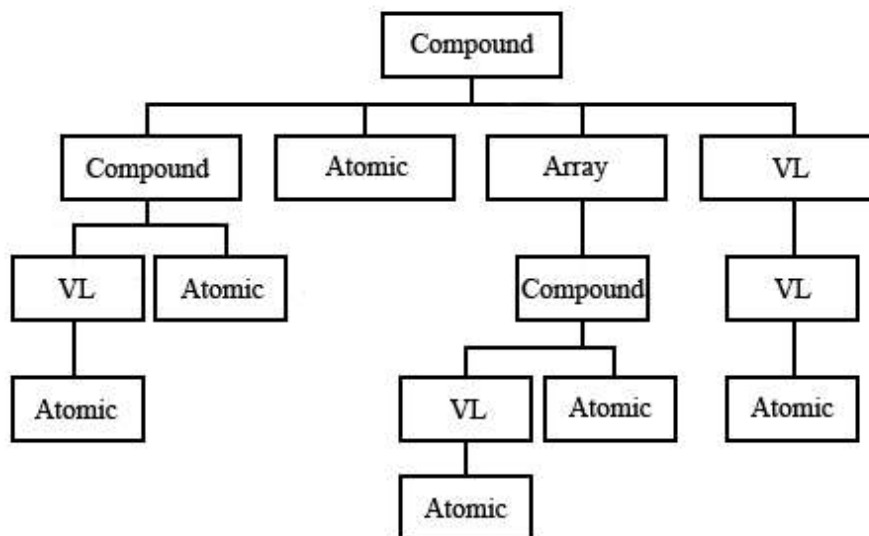 Compound
Compound
Atomic
Array
VL
VL
Atomic
Compound
VL
Atomic
VL
Atomic
Atomic
Atomic